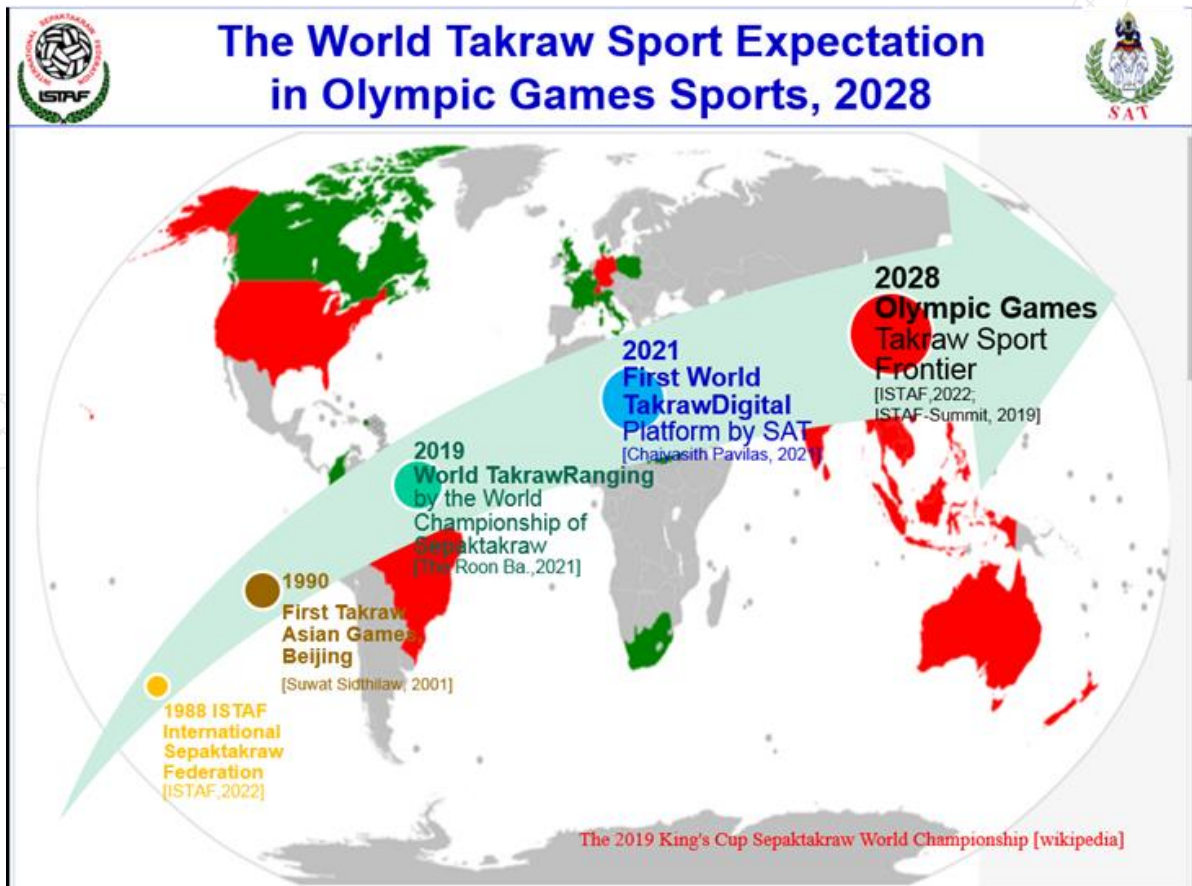 INTERNATIONAL SEPAKTAKRAW FEDERATION
ISTAF
The World Takraw Sport Expectation
in Olympic Games Sports, 2028
SAT
2028
Olympic Games
Takraw Sport
Frontier
[ISTAF,2022;
ISTAF-Summit, 2019]
2021
First World
TakrawDigital
Platform by SAT
[Chaiyasith Pavilas, 2021]
2019
World TakrawRanging
by the World
Championship of
Sepaktakraw
[The Roon Ba.,2021]
1990
First Takraw
Asian Games,
Beijing
[Suwat Sidthilaw, 2001]
1988 ISTAF
International
Sepaktakraw
Federation
[ISTAF,2022]
The 2019 King's Cup Sepaktakraw World Championship [wikipedia]